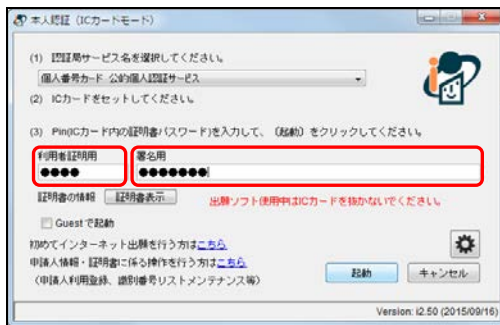 本人認証(ICカードモード)
(1) 認証局サービス名を選択してください。
個人番号カード 公的個人認証サービス
(2) ICカードをセットしてください。
(3) Pin(ICカード内の証明書パスワード)を入力して、(起動)をクリックしてください。
利用者証明用 署名用
●●●● ●●●●●●●
証明書の情報 証明書表示 出願ソフト使用中はICカードを抜かないでください。
Guestで起動
初めてインターネット出願を行う方はこちら
申請人情報・証明書に係る操作を行う方はこちら
(申請人利用登録、識別番号リストメンテナンス等)
起動 キャンセル
Version: i2.50 (2015/09/16)